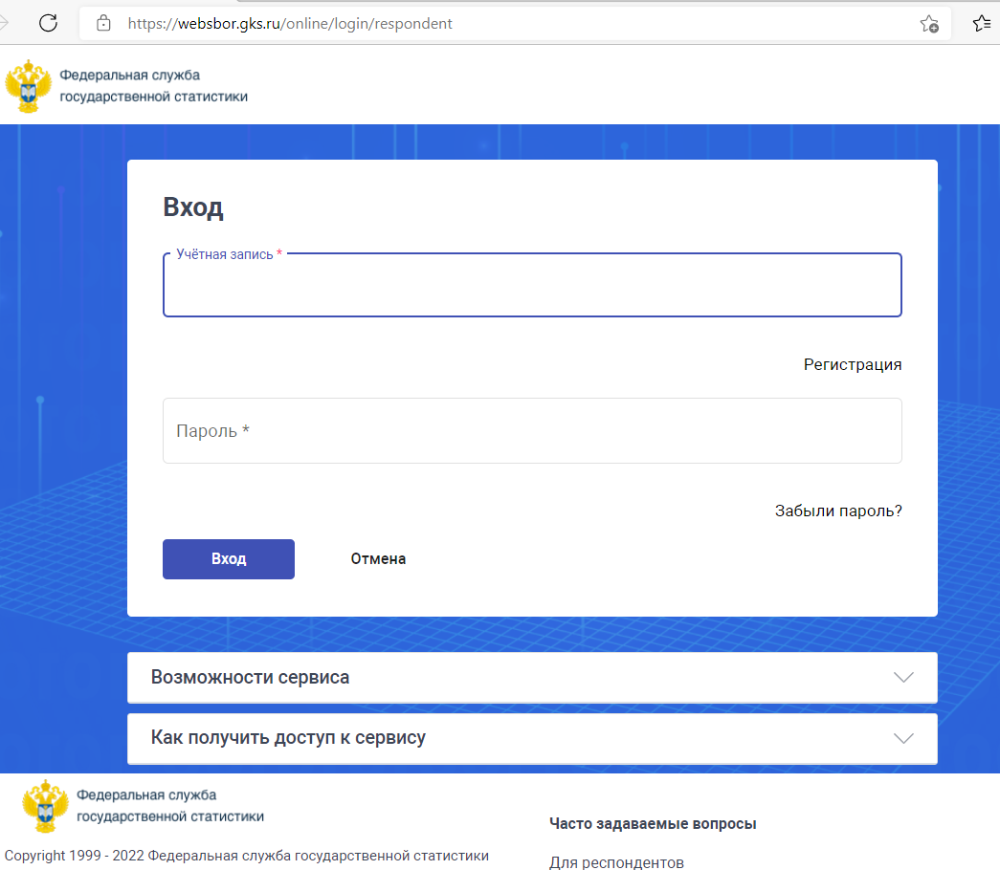 https://websbor.gks.ru/online/login/respondent
Федеральная служба
государственной статистики
Вход
Учётная запись *
Регистрация
Пароль *
Забыли пароль?
Вход
Отмена
Возможности сервиса
Как получить доступ к сервису
Федеральная служба
государственной статистики
Часто задаваемые вопросы
Copyright 1999 - 2022 Федеральная служба государственной статистики
Для респондентов